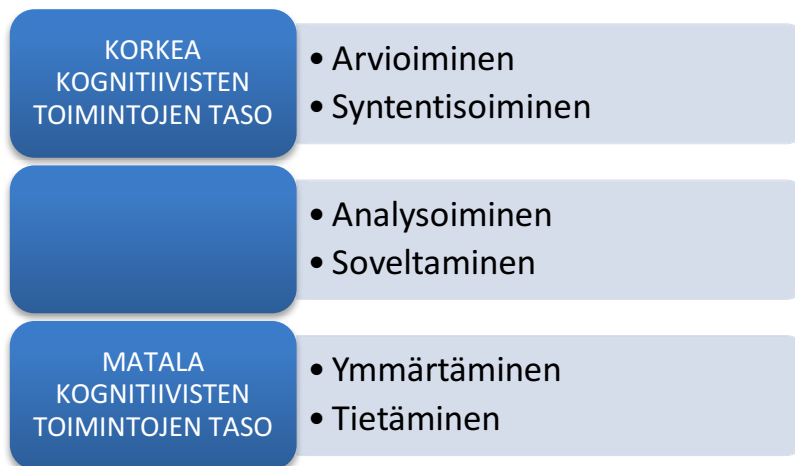 KORKEA
KOGNITIIVISTEN
TOIMINTOJEN TASO
• Arvioiminen
• Syntentisoiminen
• Analysoiminen
• Soveltaminen
MATALA
KOGNITIIVISTEN
TOIMINTOJEN TASO
• Ymmärtäminen
• Tietäminen